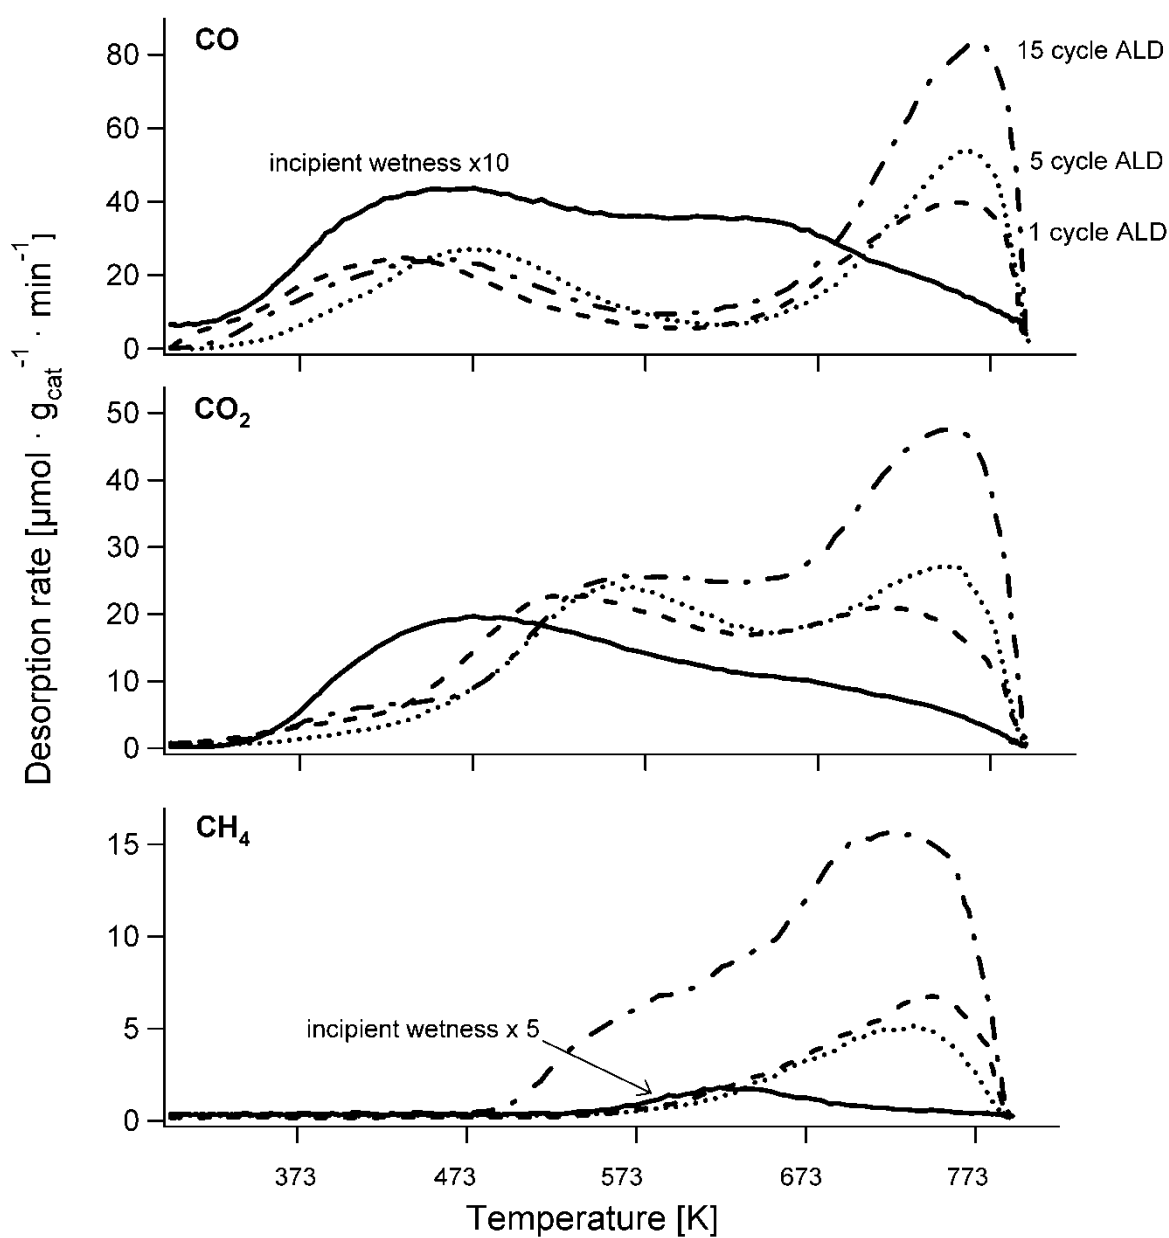 CO
15 cycle ALD
80
60
incipient wetness x10
5 cycle ALD
40
1 cycle ALD
20
0
CO₂
50
40
30
20
10
0
Desorption rate [µmol · g_cat⁻¹ · min⁻¹]
CH₄
15
10
5
incipient wetness x 5
0
373 473 573 673 773
Temperature [K]